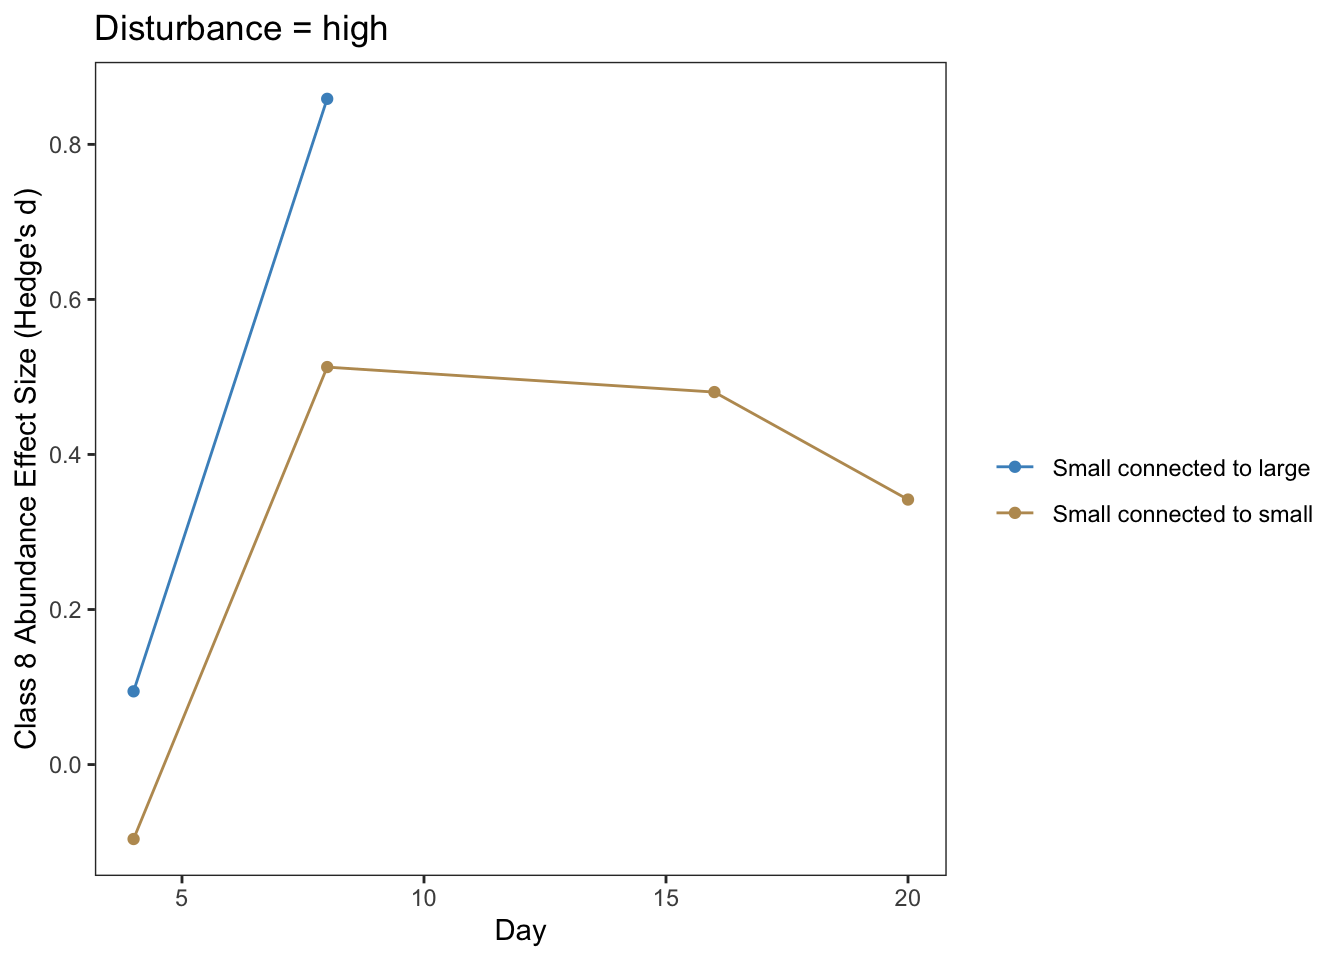 Disturbance = high
Class 8 Abundance Effect Size (Hedge's d)
0.8
0.6
0.4
0.2
0.0
5 10 15 20
Day
Small connected to large
Small connected to small